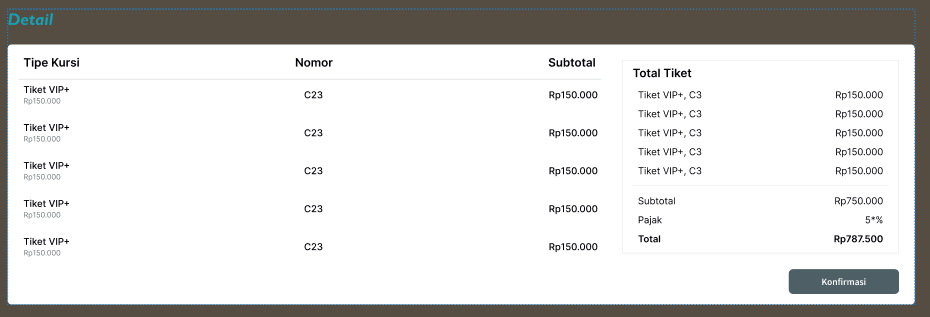 Detail
Tipe Kursi Nomor Subtotal
Tiket VIP+
Rp150.000
C23 Rp150.000
Tiket VIP+
Rp150.000
C23 Rp150.000
Tiket VIP+
Rp150.000
C23 Rp150.000
Tiket VIP+
Rp150.000
C23 Rp150.000
Tiket VIP+
Rp150.000
C23 Rp150.000
Total Tiket
Tiket VIP+, C3 Rp150.000
Tiket VIP+, C3 Rp150.000
Tiket VIP+, C3 Rp150.000
Tiket VIP+, C3 Rp150.000
Tiket VIP+, C3 Rp150.000
Subtotal Rp750.000
Pajak 5*%
Total Rp787.500
Konfirmasi